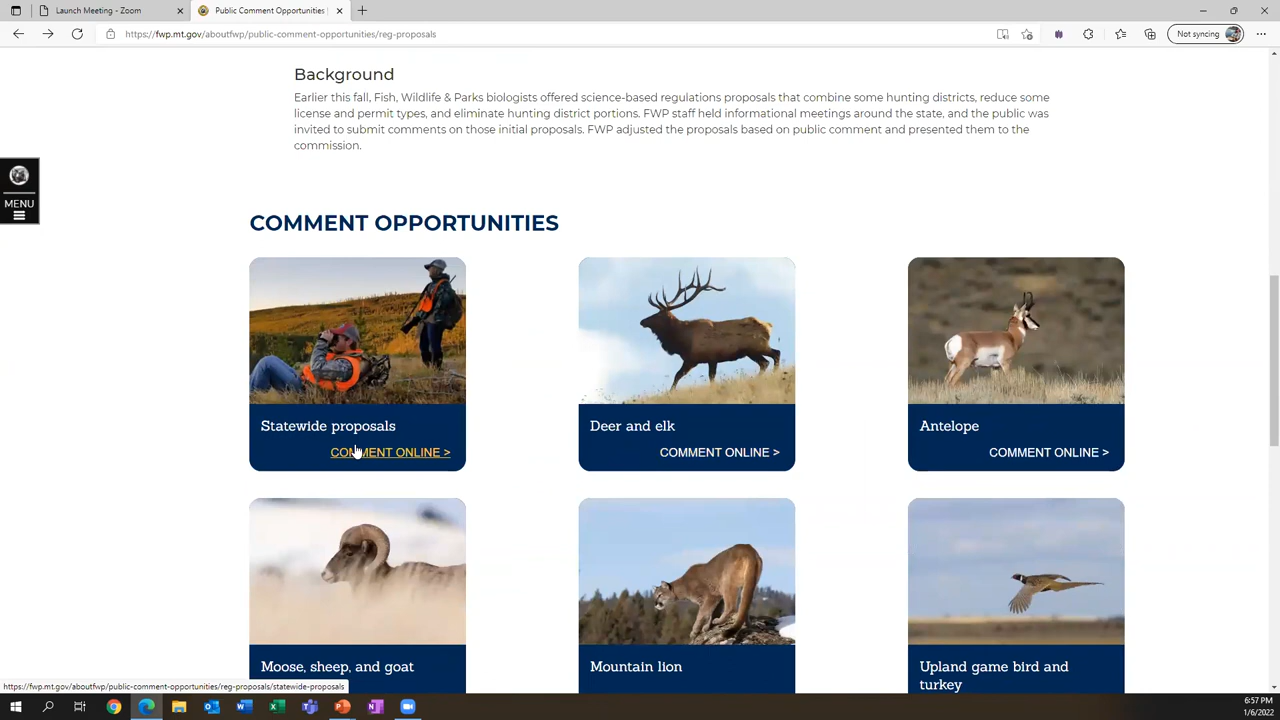 Launch Meeting - Zoom
Public Comment Opportunities
https://fwp.mt.gov/aboutfwp/public-comment-opportunities/reg-proposals
Not syncing
Background
Earlier this fall, Fish, Wildlife & Parks biologists offered science-based regulations proposals that combine some hunting districts, reduce some
license and permit types, and eliminate hunting district portions. FWP staff held informational meetings around the state, and the public was
invited to submit comments on those initial proposals. FWP adjusted the proposals based on public comment and presented them to the
commission.
MENU
COMMENT OPPORTUNITIES
Statewide proposals
COMMENT ONLINE >
Deer and elk
COMMENT ONLINE >
Antelope
COMMENT ONLINE >
Moose, sheep, and goat
Mountain lion
Upland game bird and
turkey
https://fwp.mt.gov/aboutfwp/public-comment-opportunities/reg-proposals/statewide-proposals
6:57 PM
1/6/2022